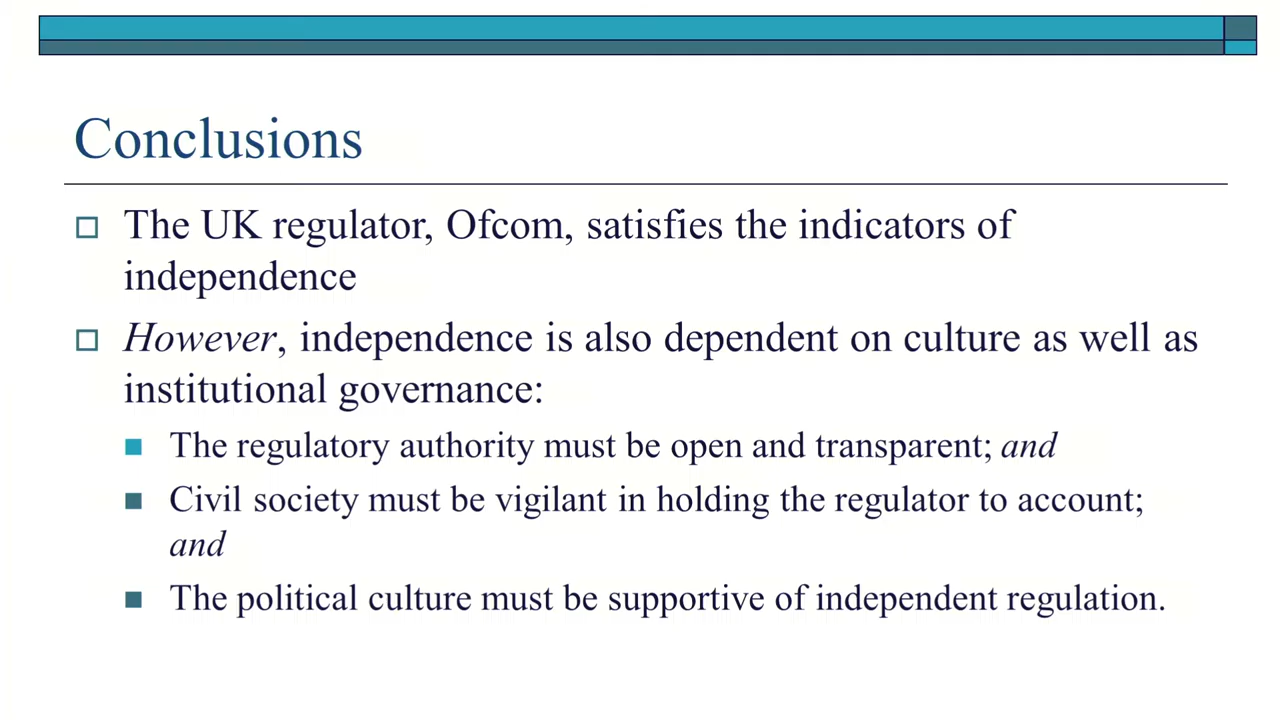 Conclusions
The UK regulator, Ofcom, satisfies the indicators of
independence
However, independence is also dependent on culture as well as
institutional governance:
The regulatory authority must be open and transparent; and
Civil society must be vigilant in holding the regulator to account;
and
The political culture must be supportive of independent regulation.